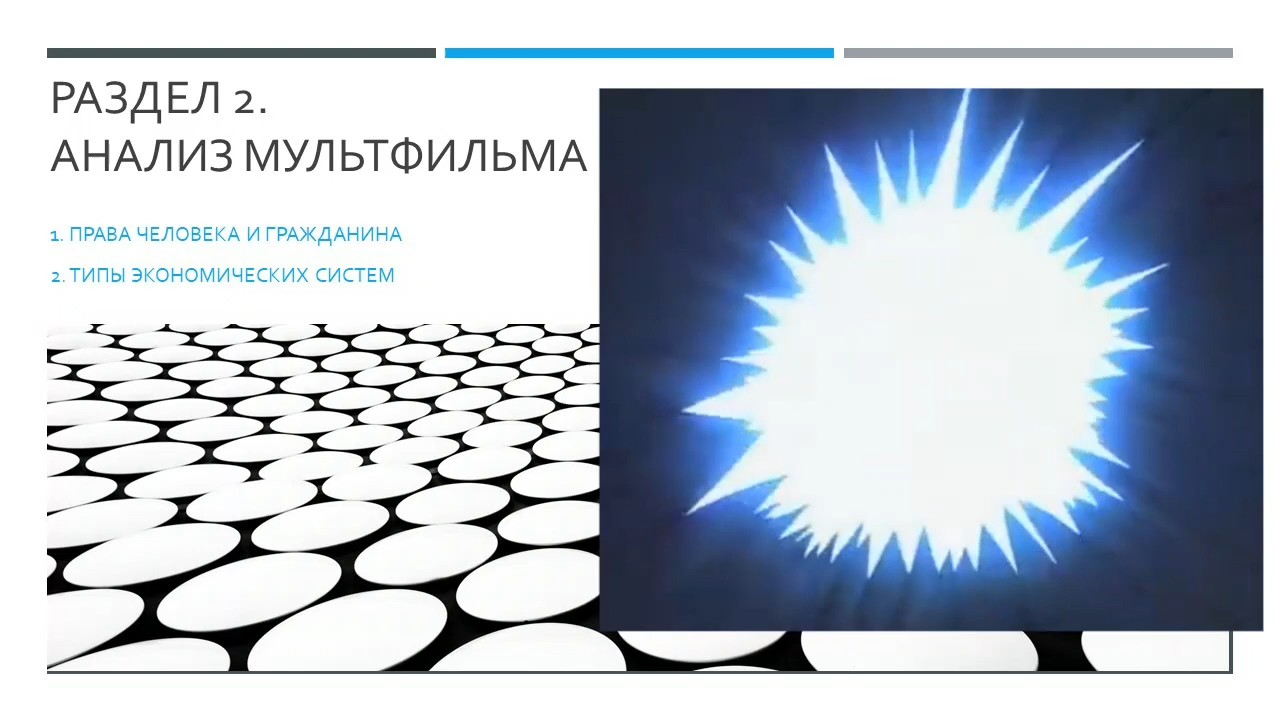 РАЗДЕЛ 2.
АНАЛИЗ МУЛЬТФИЛЬМА
1. ПРАВА ЧЕЛОВЕКА И ГРАЖДАНИНА
2. ТИПЫ ЭКОНОМИЧЕСКИХ СИСТЕМ